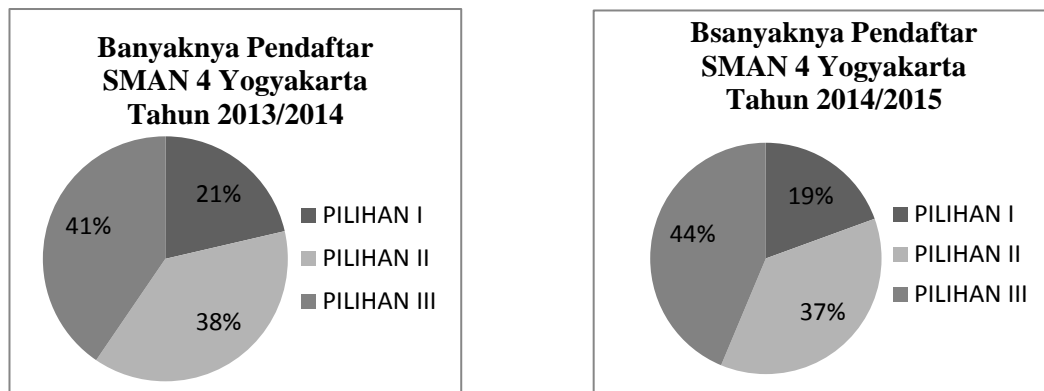 Banyaknya Pendaftar
SMAN 4 Yogyakarta
Tahun 2013/2014
21%
41%
38%
PILIHAN I
PILIHAN II
PILIHAN III
Bsanyaknya Pendaftar
SMAN 4 Yogyakarta
Tahun 2014/2015
19%
44%
37%
PILIHAN I
PILIHAN II
PILIHAN III